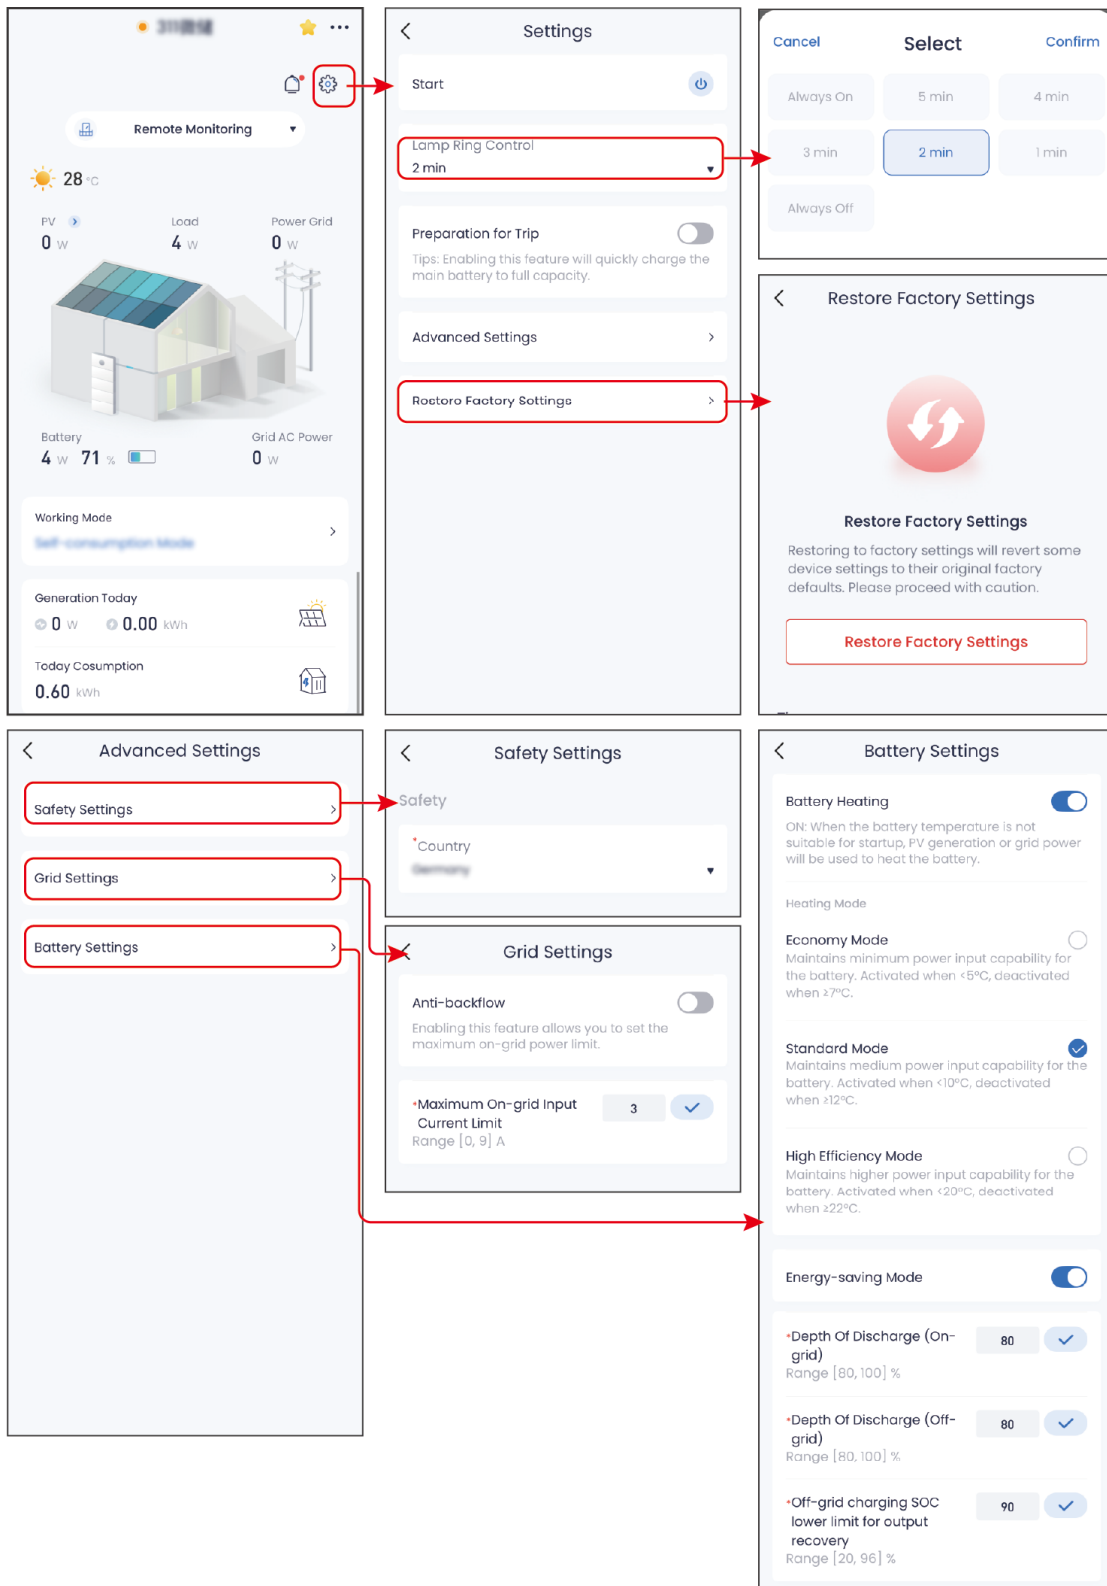 311微储
Remote Monitoring
28 °C
PV
Load
Power Grid
0 W
4 W
0 W
Battery
Grid AC Power
4 W 71 %
0 W
Working Mode
Self-consumption Mode
Generation Today
0 W 0.00 kWh
Today Cosumption
0.60 kWh
Settings
Start
Lamp Ring Control
2 min
Preparation for Trip
Tips: Enabling this feature will quickly charge the
main battery to full capacity.
Advanced Settings
Restore Factory Settings
Cancel
Select
Confirm
Always On
5 min
4 min
3 min
2 min
1 min
Always Off
Restore Factory Settings
Restore Factory Settings
Restoring to factory settings will revert some
device settings to their original factory
defaults. Please proceed with caution.
Restore Factory Settings
Advanced Settings
Safety Settings
Grid Settings
Battery Settings
Safety Settings
Safety
*Country
Germany
Grid Settings
Anti-backflow
Enabling this feature allows you to set the
maximum on-grid power limit.
*Maximum On-grid Input
Current Limit
3
Range [0, 9] A
Battery Settings
Battery Heating
ON: When the battery temperature is not
suitable for startup, PV generation or grid power
will be used to heat the battery.
Heating Mode
Economy Mode
Maintains minimum power input capability for
the battery. Activated when <5°C, deactivated
when ≥7°C.
Standard Mode
Maintains medium power input capability for the
battery. Activated when <10°C, deactivated
when ≥12°C.
High Efficiency Mode
Maintains higher power input capability for the
battery. Activated when <20°C, deactivated
when ≥22°C.
Energy-saving Mode
*Depth Of Discharge (On-
grid)
80
Range [80, 100] %
*Depth Of Discharge (Off-
grid)
80
Range [80, 100] %
*Off-grid charging SOC
lower limit for output
recovery
90
Range [20, 96] %